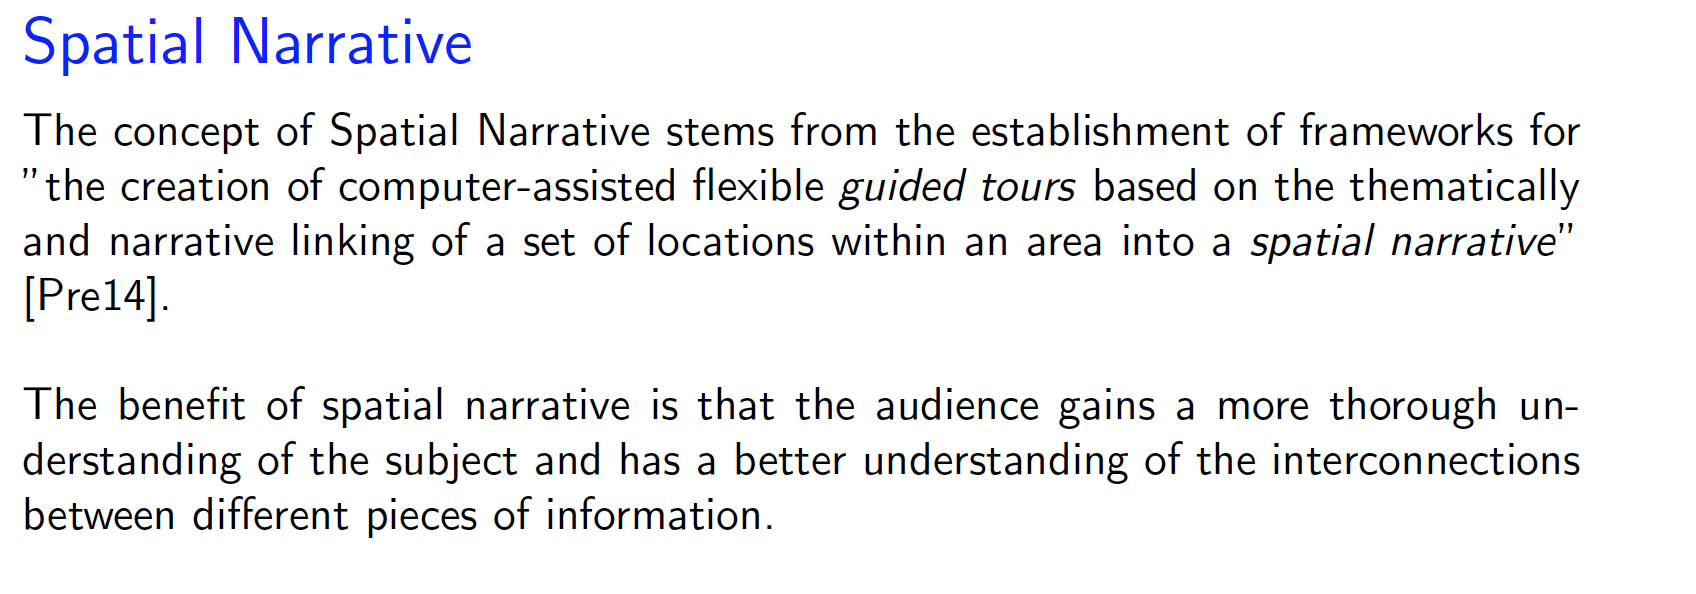 Spatial Narrative
The concept of Spatial Narrative stems from the establishment of frameworks for
”the creation of computer-assisted flexible guided tours based on the thematically
and narrative linking of a set of locations within an area into a spatial narrative”
[Pre14].
The benefit of spatial narrative is that the audience gains a more thorough un-
derstanding of the subject and has a better understanding of the interconnections
between different pieces of information.